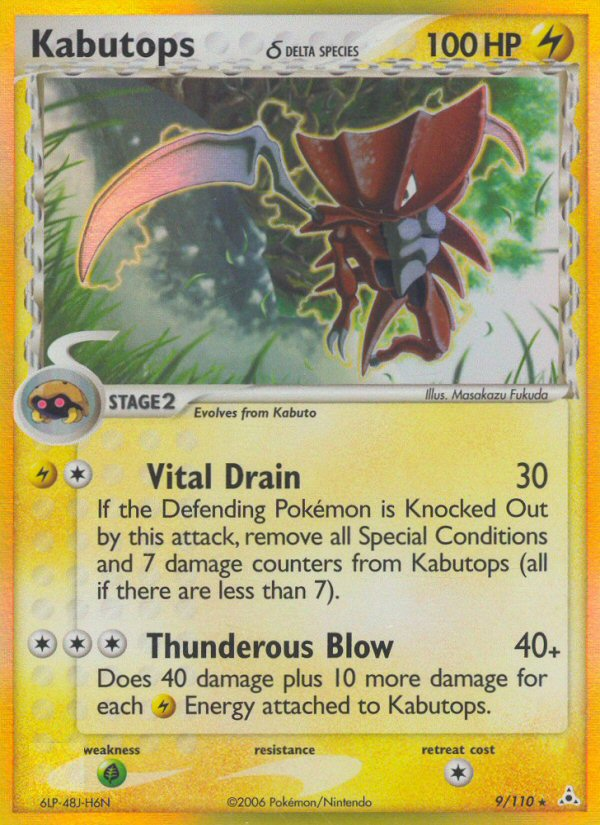 Kabutops δ DELTA SPECIES 100 HP
Illus. Masakazu Fukuda
STAGE 2
Evolves from Kabuto
Vital Drain 30
If the Defending Pokémon is Knocked Out
by this attack, remove all Special Conditions
and 7 damage counters from Kabutops (all
if there are less than 7).
Thunderous Blow 40+
Does 40 damage plus 10 more damage for
each Energy attached to Kabutops.
weakness resistance retreat cost
6LP-48J-H6N ©2006 Pokémon/Nintendo 9/110 ★